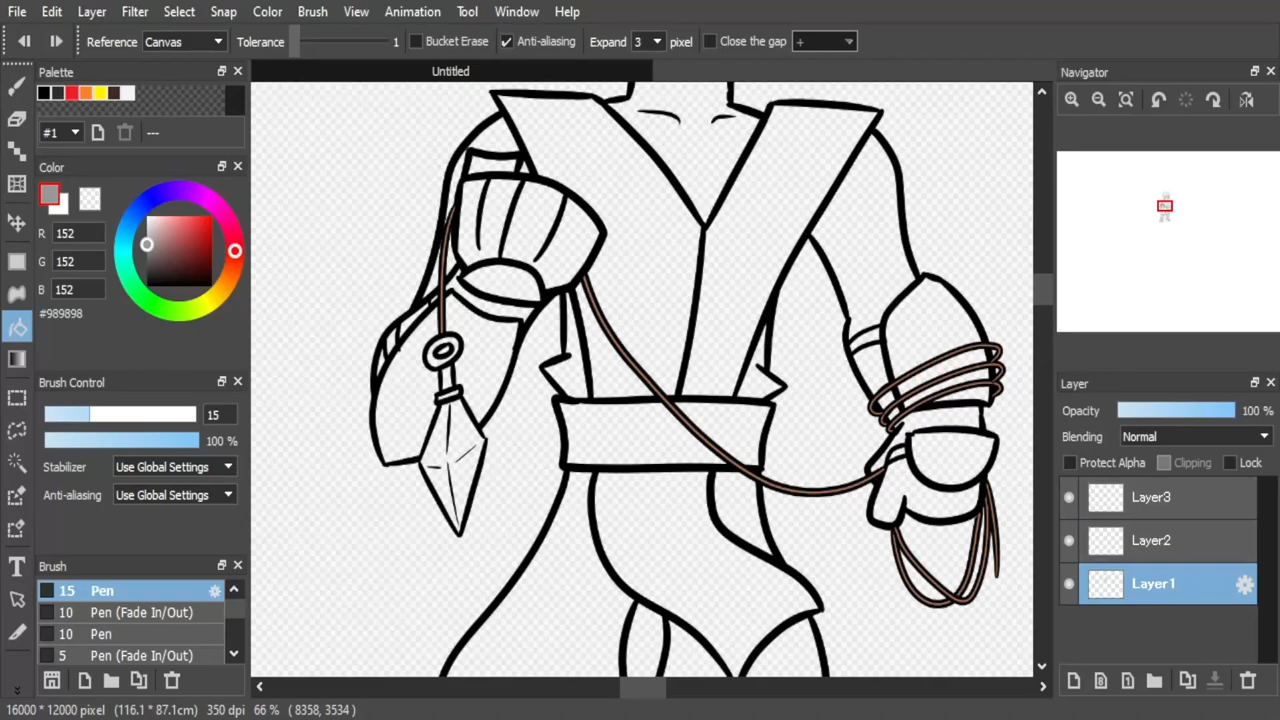 File Edit Layer Filter Select Snap Color Brush View Animation Tool Window Help
Reference Canvas Tolerance 1 Bucket Erase Anti-aliasing Expand 3 pixel Close the gap +
Palette
Untitled
Navigator
#1 ---
Color
R 152
G 152
B 152
#989898
Brush Control
15
100 %
Stabilizer Use Global Settings
Anti-aliasing Use Global Settings
Brush
15 Pen
10 Pen (Fade In/Out)
10 Pen
5 Pen (Fade In/Out)
Layer
Opacity 100 %
Blending Normal
Protect Alpha Clipping Lock
Layer3
Layer2
Layer1
8 1
16000 * 12000 pixel (116.1 * 87.1cm) 350 dpi 66 % ( 8358, 3534 )